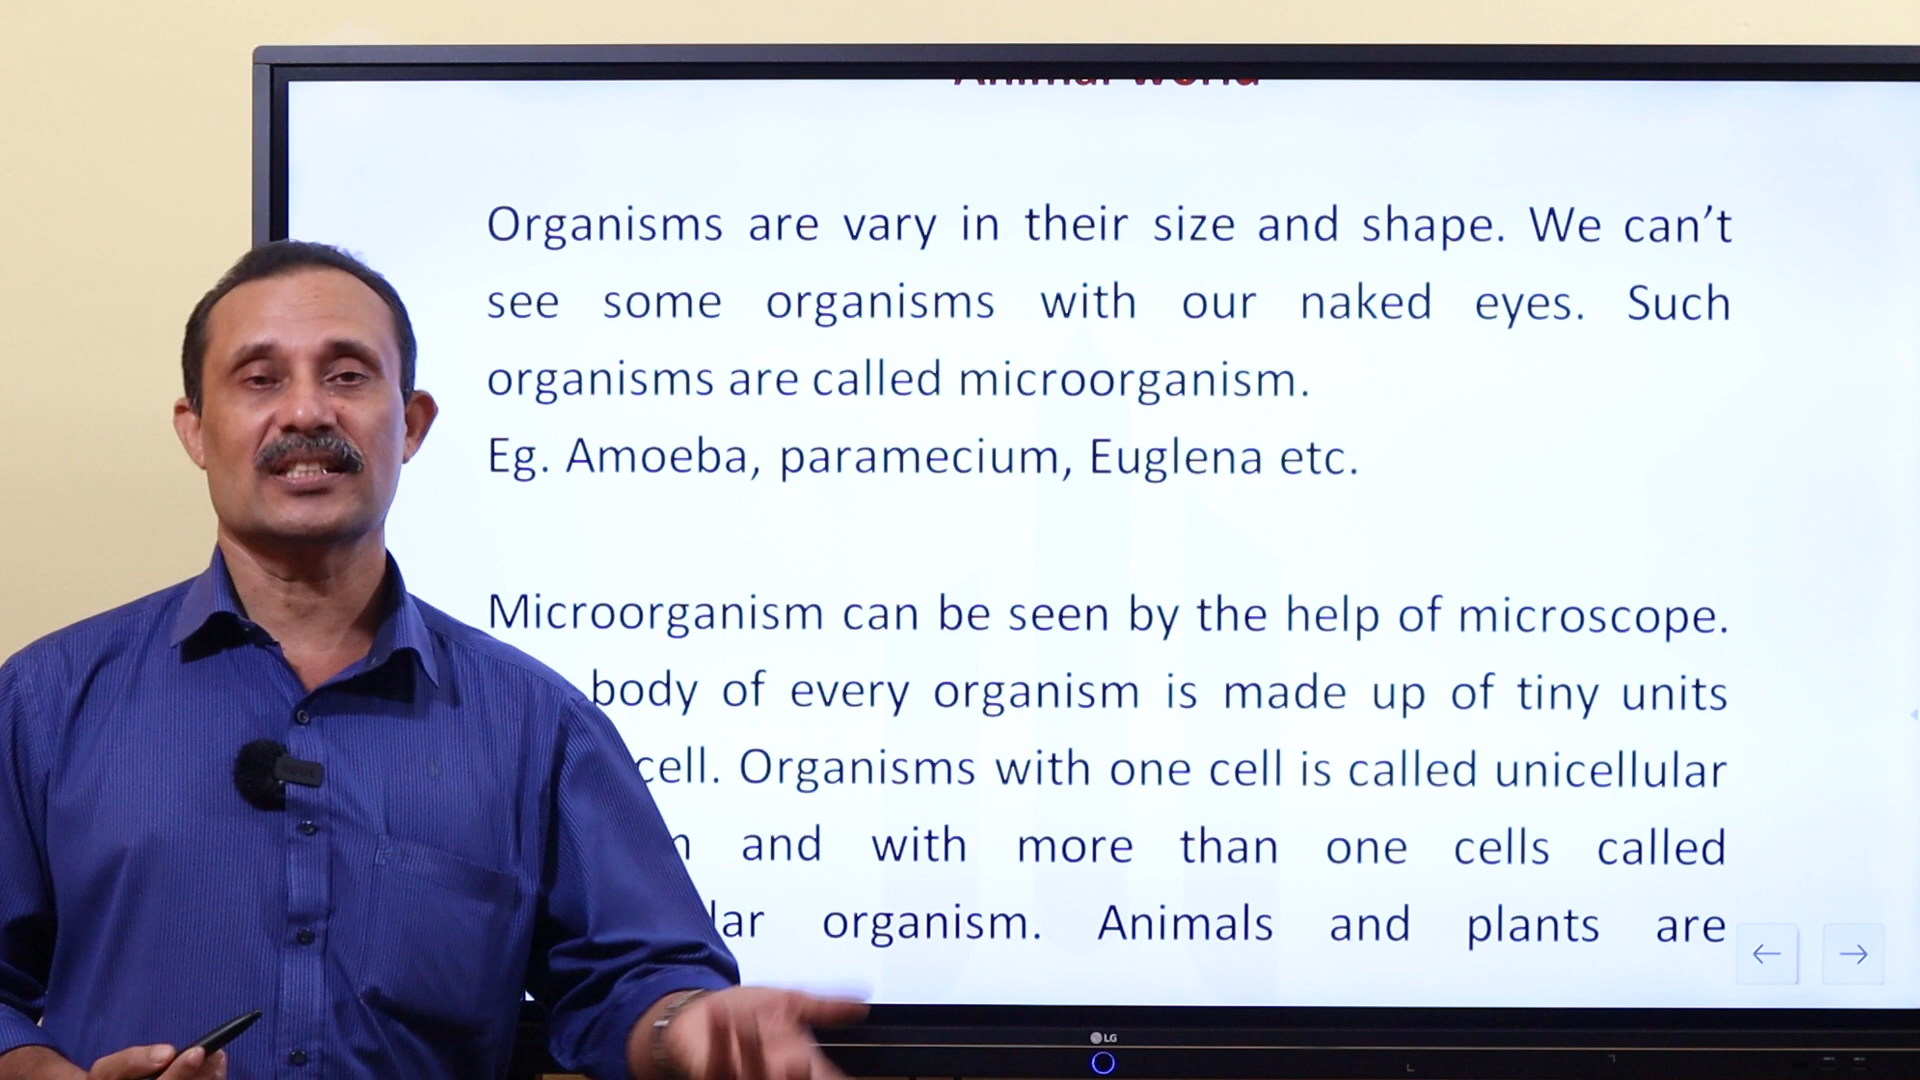 Animal World
Organisms are vary in their size and shape. We can’t
see some organisms with our naked eyes. Such
organisms are called microorganism.
Eg. Amoeba, paramecium, Euglena etc.
Microorganism can be seen by the help of microscope.
body of every organism is made up of tiny units
cell. Organisms with one cell is called unicellular
and with more than one cells called
organism. Animals and plants are
LG